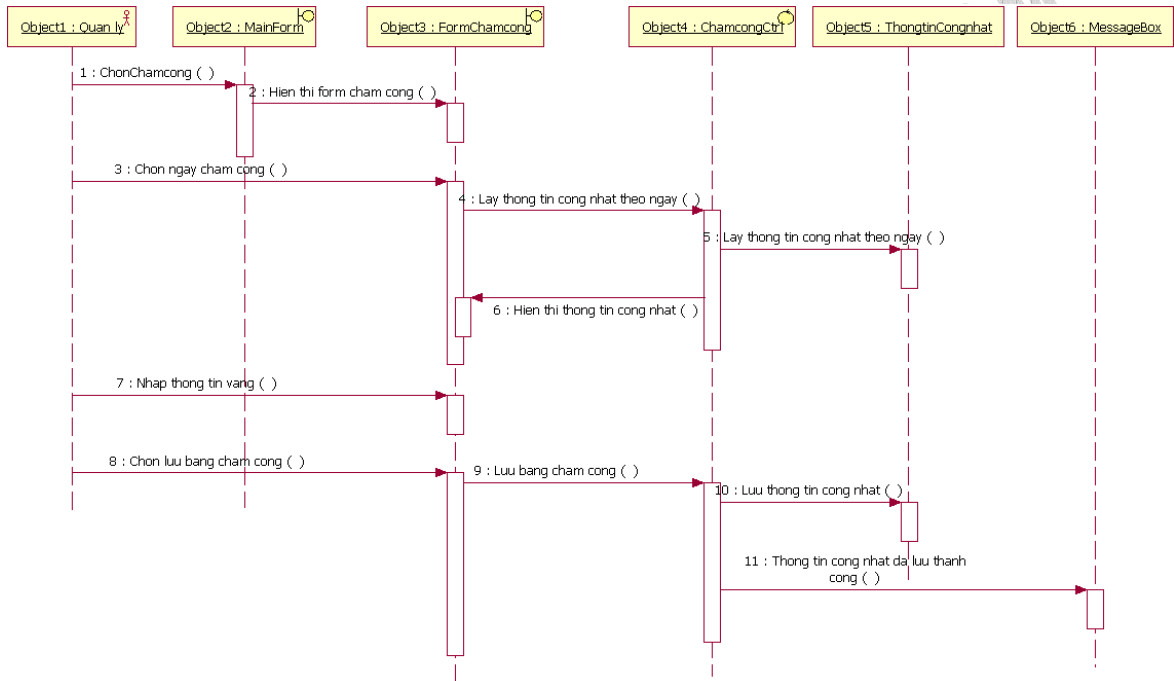 Object1 : Quan ly
Object2 : MainForm
Object3 : FormChamcong
Object4 : ChamcongCtrl
Object5 : ThongtinCongnhat
Object6 : MessageBox
1 : ChonChamcong ( )
2 : Hien thi form cham cong ( )
3 : Chon ngay cham cong ( )
4 : Lay thong tin cong nhat theo ngay ( )
5 : Lay thong tin cong nhat theo ngay ( )
6 : Hien thi thong tin cong nhat ( )
7 : Nhap thong tin vang ( )
8 : Chon luu bang cham cong ( )
9 : Luu bang cham cong ( )
10 : Luu thong tin cong nhat ( )
11 : Thong tin cong nhat da luu thanh
cong ( )